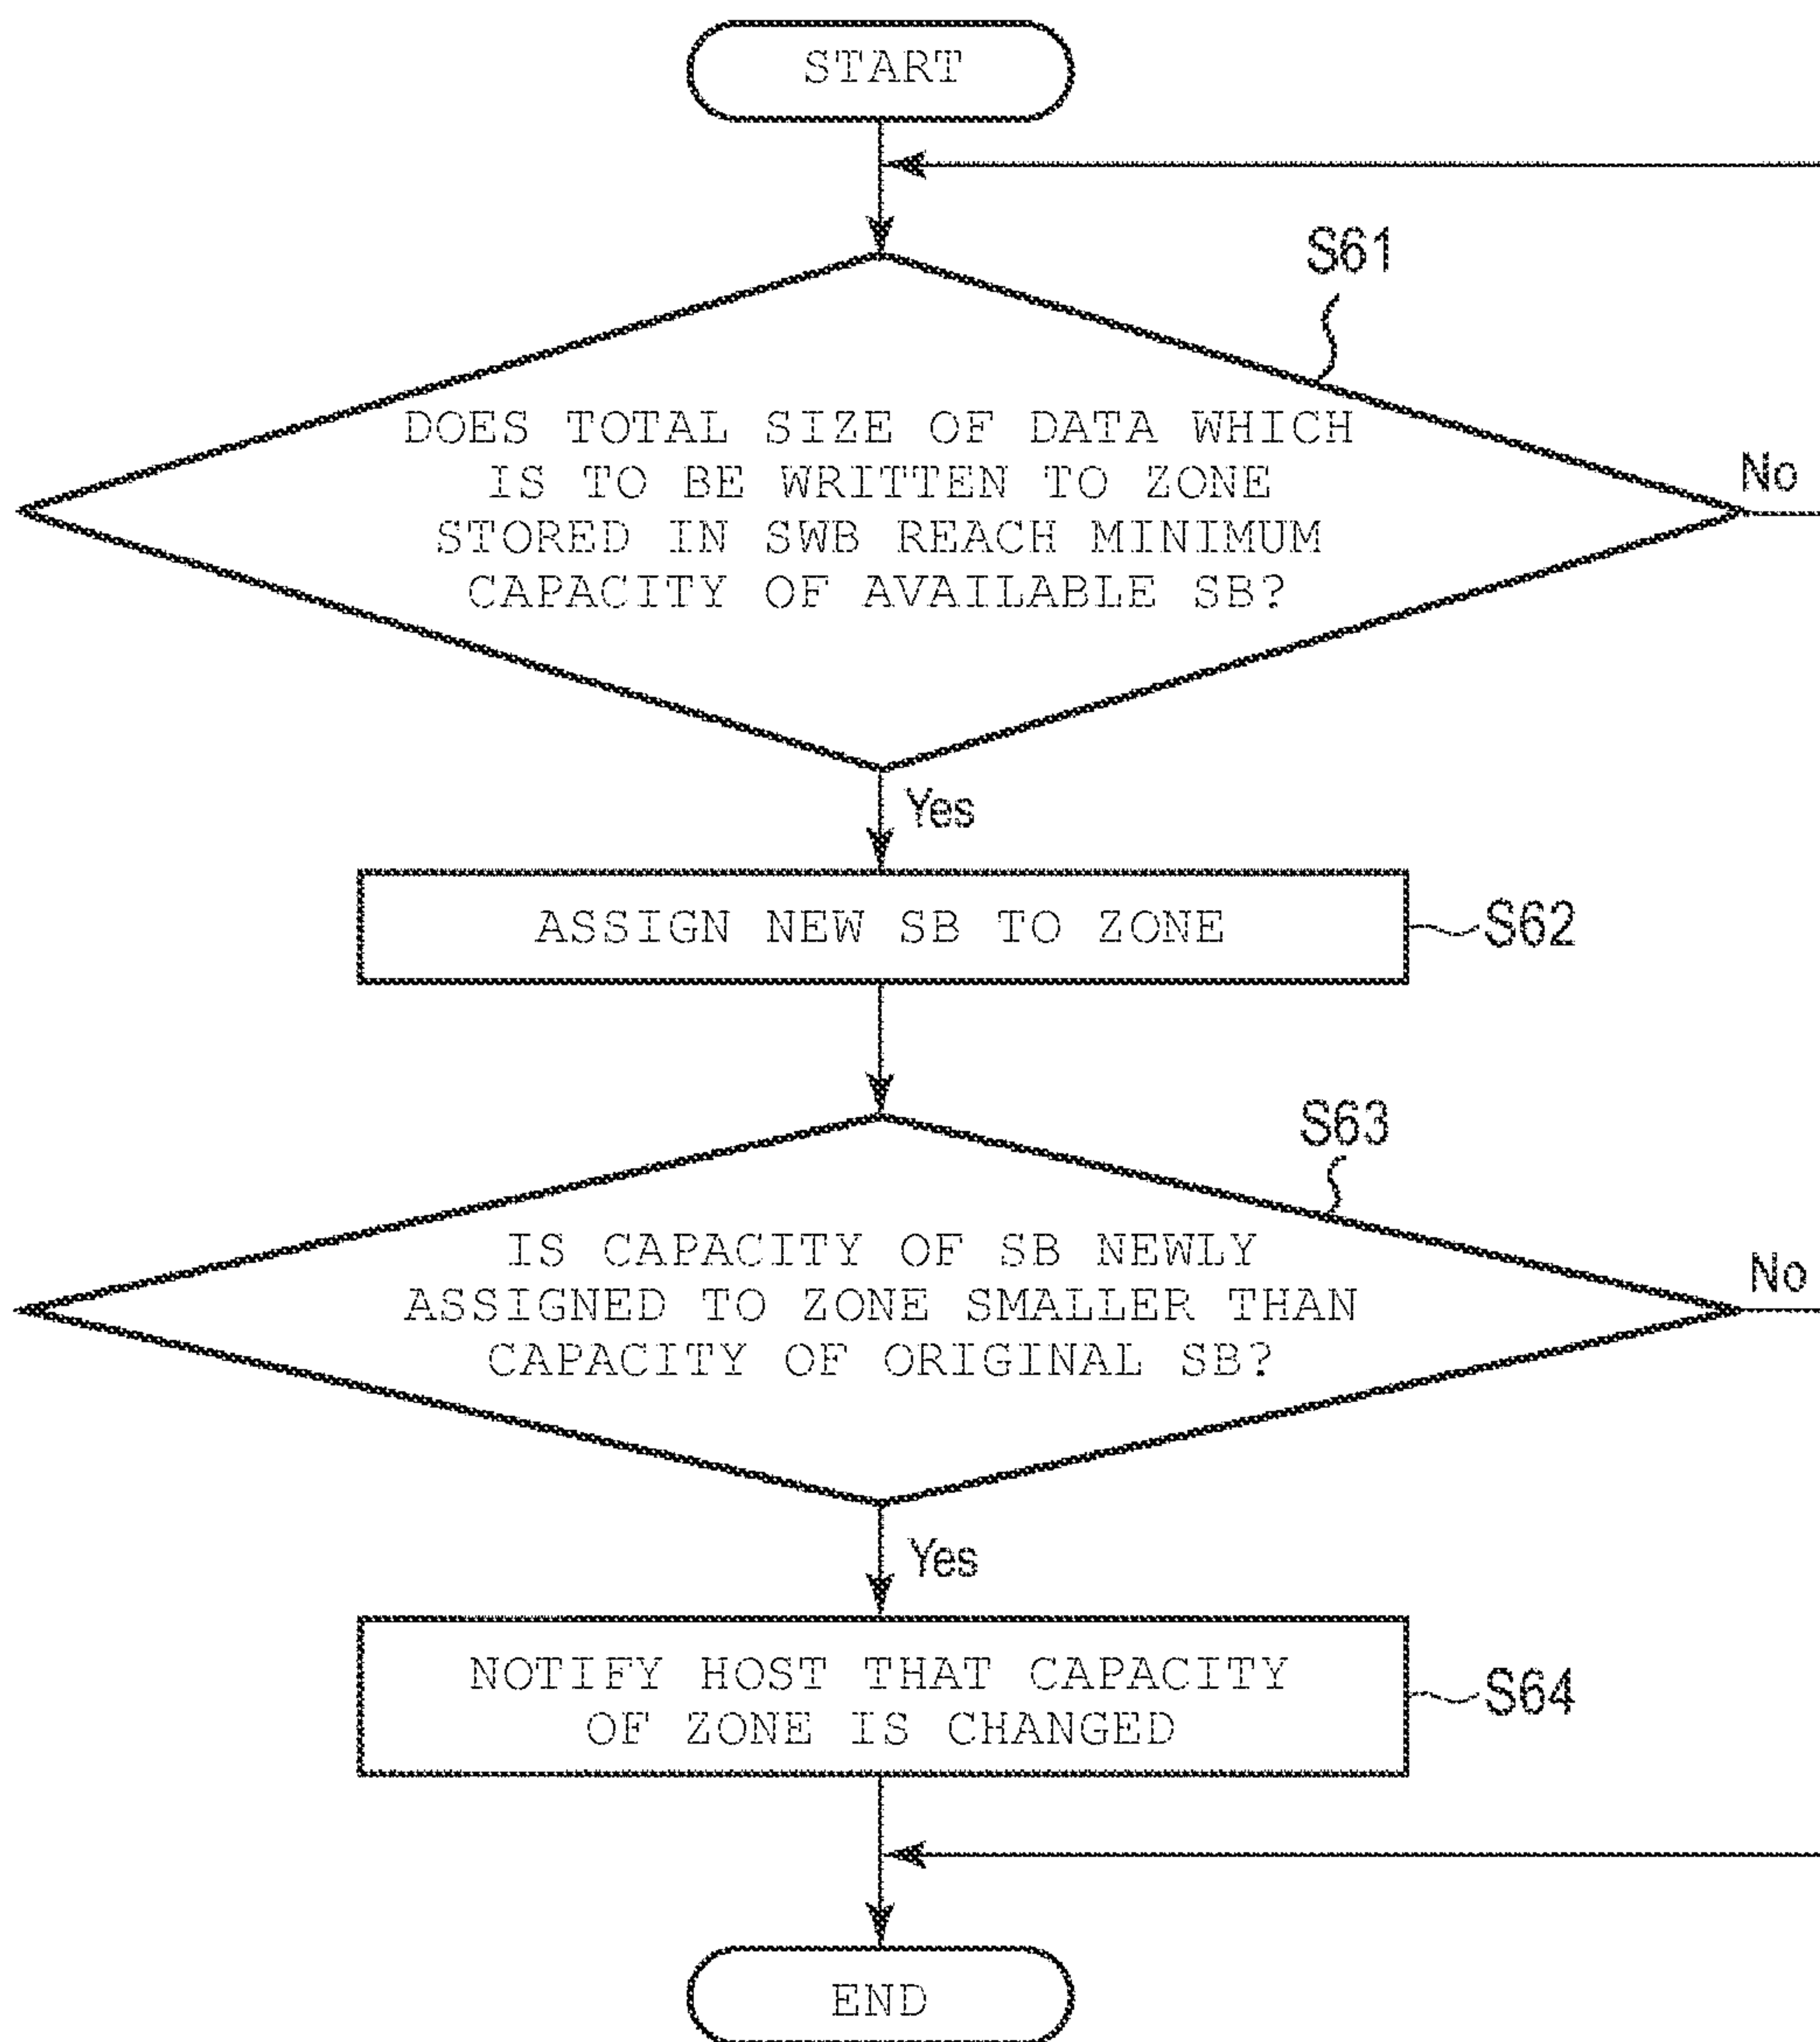 START
S61
DOES TOTAL SIZE OF DATA WHICH
IS TO BE WRITTEN TO ZONE
STORED IN SWB REACH MINIMUM
CAPACITY OF AVAILABLE SB?
No
Yes
ASSIGN NEW SB TO ZONE
S62
S63
IS CAPACITY OF SB NEWLY
ASSIGNED TO ZONE SMALLER THAN
CAPACITY OF ORIGINAL SB?
No
Yes
NOTIFY HOST THAT CAPACITY
OF ZONE IS CHANGED
S64
END